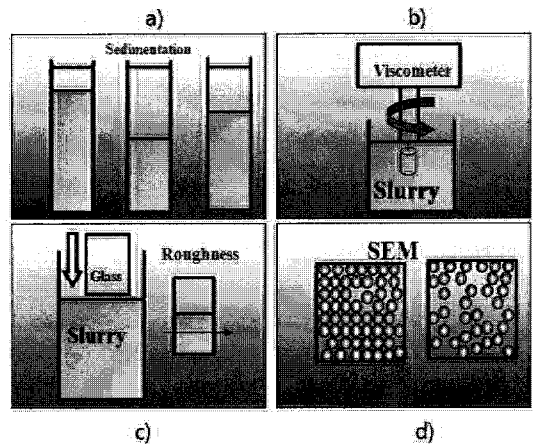 a)
b)
Sedimentation
Viscometer
Slurry
Glass
Slurry
Roughness
SEM
c)
d)